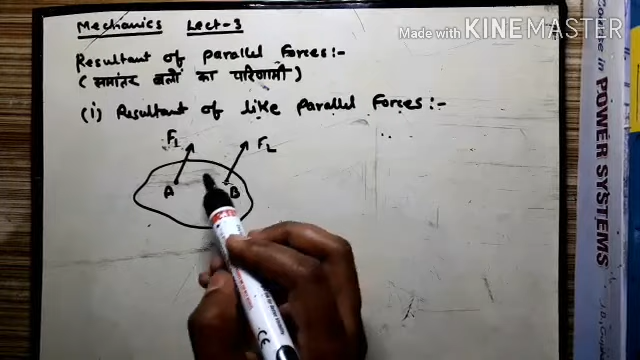 Mechanics Lect-3
Made with KINEMASTER
Resultant of Parallel Forces:-
( समांतर बलों का परिणामी )
(i) Resultant of like Parallel Forces:-
F1
F2
A
B
POWER SYSTEMS